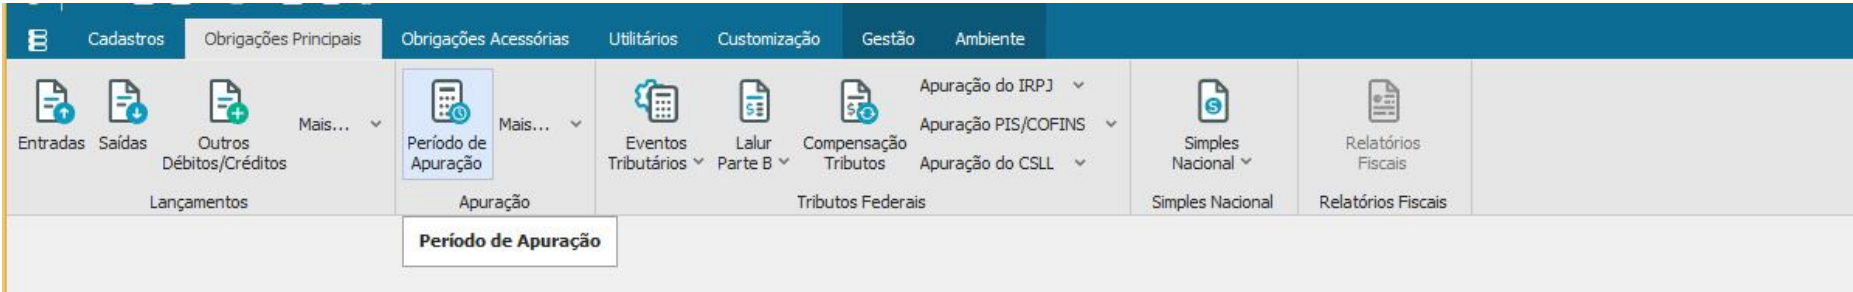 Cadastros Obrigações Principais Obrigações Acessórias Utilitários Customização Gestão Ambiente
Entradas
Saídas
Outros
Débitos/Créditos
Mais...
Lançamentos
Período de
Apuração
Mais...
Apuração
Eventos
Tributários
Lalur
Parte B
Compensação
Tributos
Apuração do IRPJ
Apuração PIS/COFINS
Apuração do CSLL
Tributos Federais
Simples
Nacional
Simples Nacional
Relatórios
Fiscais
Relatórios Fiscais
Período de Apuração